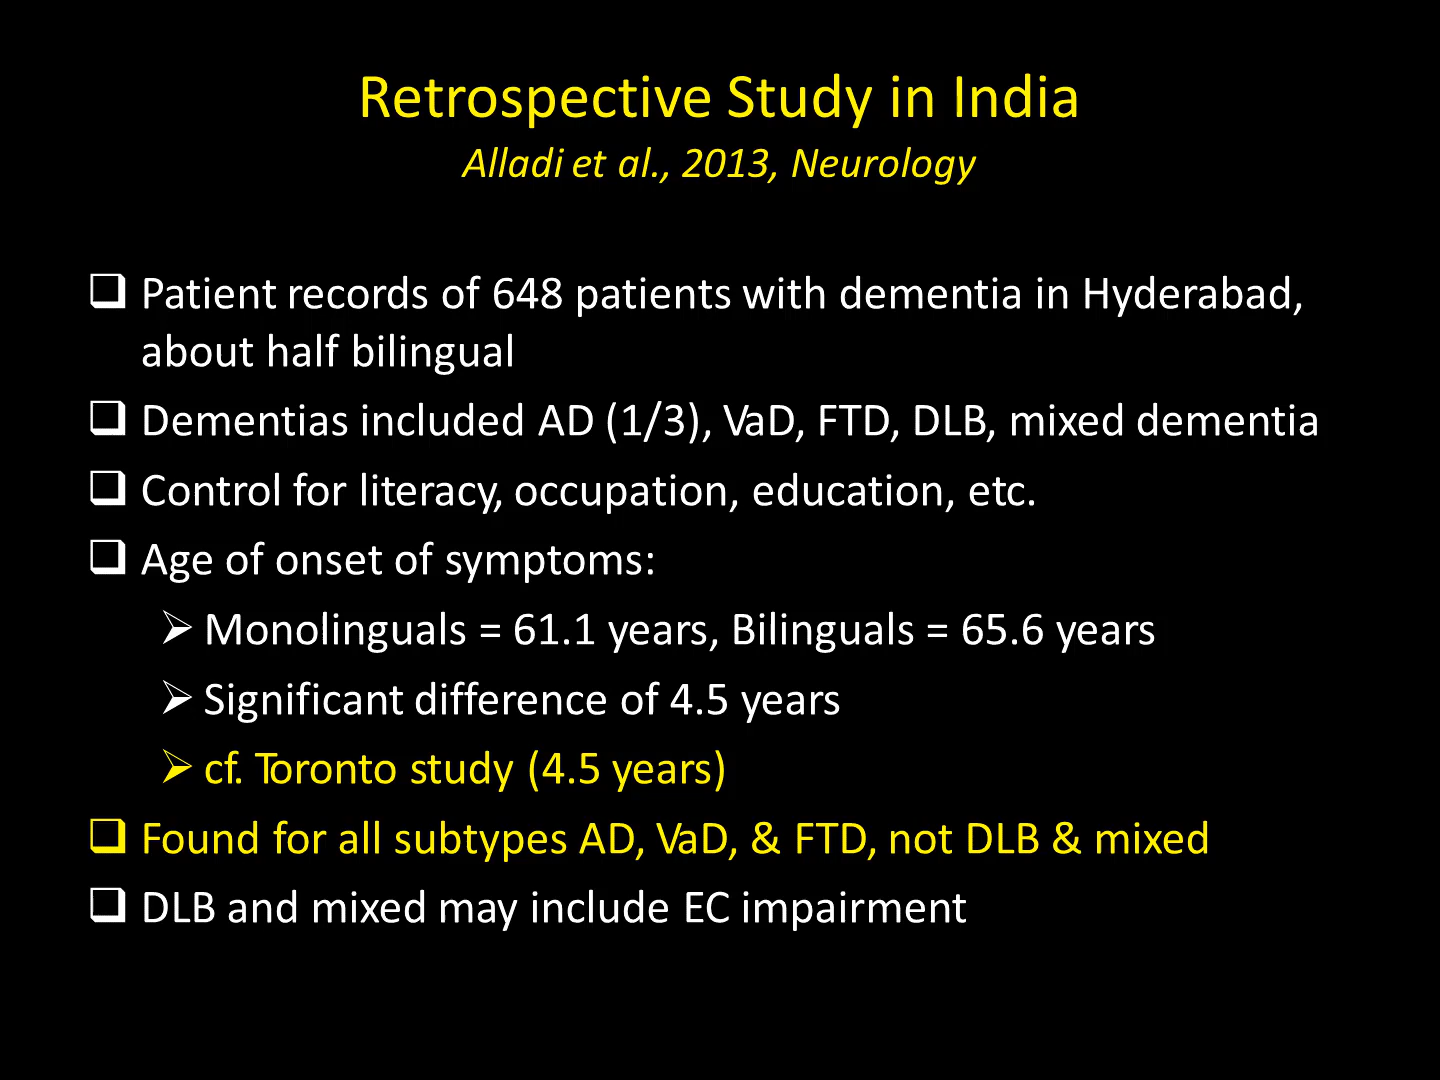 Retrospective Study in India
Alladi et al., 2013, Neurology
❑ Patient records of 648 patients with dementia in Hyderabad,
about half bilingual
❑ Dementias included AD (1/3), VaD, FTD, DLB, mixed dementia
❑ Control for literacy, occupation, education, etc.
❑ Age of onset of symptoms:
➢ Monolinguals = 61.1 years, Bilinguals = 65.6 years
➢ Significant difference of 4.5 years
➢ cf. Toronto study (4.5 years)
❑ Found for all subtypes AD, VaD, & FTD, not DLB & mixed
❑ DLB and mixed may include EC impairment